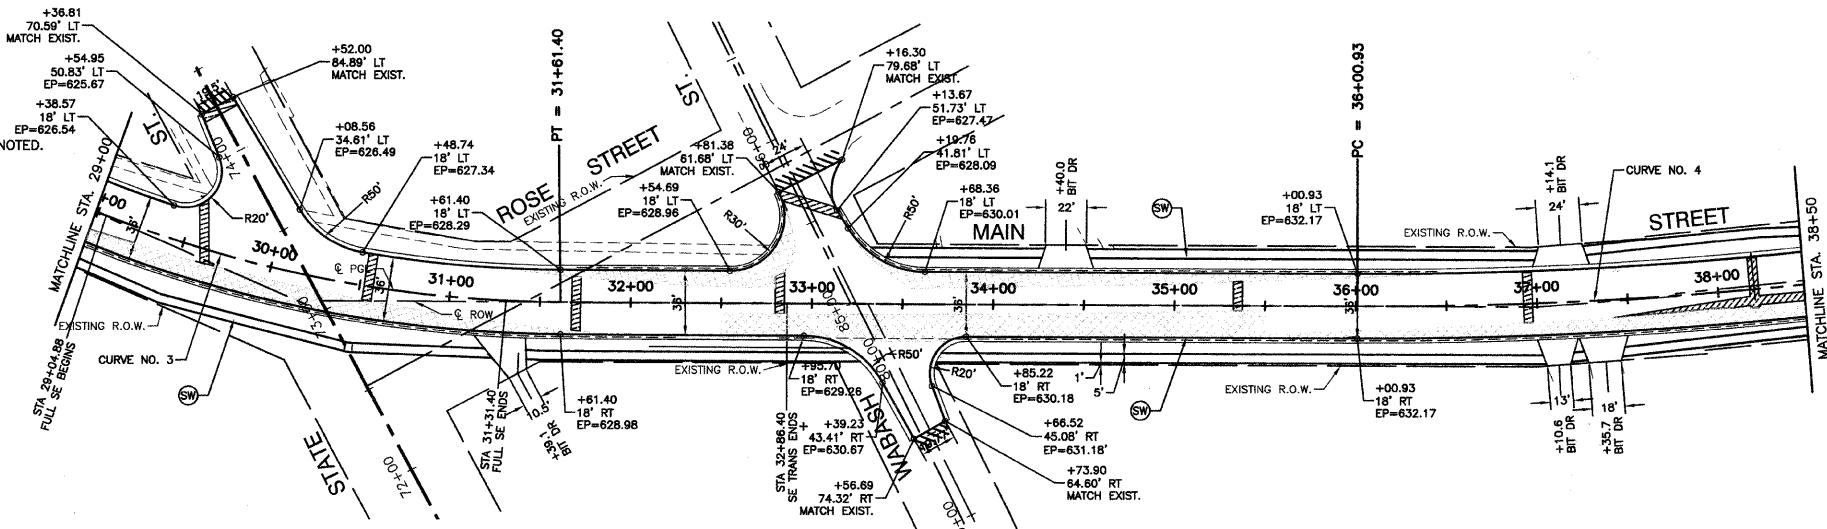 +36.81
70.59' LT
MATCH EXIST.
+54.95
50.83' LT
EP=625.67
+38.57
18' LT
EP=626.54
NOTED.
MATCHLINE STA. 29+00
ST.
74+00
+52.00
84.89' LT
MATCH EXIST.
+08.56
34.61' LT
EP=626.49
R50'
R20'
+48.74
18' LT
EP=627.34
PT = 31+61.40
+61.40
18' LT
EP=628.29
ROSE STREET
EXISTING R.O.W.
ST.
+81.38
61.68' LT
MATCH EXIST.
+54.69
18' LT
EP=628.96
R30'
86+00
24'
+16.30
79.68' LT
MATCH EXIST.
+13.67
51.73' LT
EP=627.47
+19.76
41.81' LT
EP=628.09
R50'
+68.36
18' LT
EP=630.01
MAIN
+40.0
BIT DR
22'
SW
PC = 36+00.93
+00.93
18' LT
EP=632.17
EXISTING R.O.W.
+14.1
BIT DR
24'
CURVE NO. 4
STREET
MATCHLINE STA. 38+50
+00
36'
30+00
31+00
32+00
33+00
34+00
35+00
36+00
37+00
38+00
36'
36'
36'
36'
℄ ROW
73+00
85+00
EXISTING R.O.W.
CURVE NO. 3
SW
STA 29+04.88
FULL SE BEGINS
STATE
72+00
STA 31+31.40
FULL SE ENDS
10.5'
+39.1
BIT DR
+61.40
18' RT
EP=628.98
EXISTING R.O.W.
STA 32+86.40
SE TRANS ENDS
+95.70
18' RT
EP=629.26
+39.23
43.41' RT
EP=630.67
WABASH
R50'
R20'
+56.69
74.32' RT
MATCH EXIST.
+85.22
18' RT
EP=630.18
+66.52
45.08' RT
EP=631.18'
+73.90
64.60' RT
MATCH EXIST.
1'
5'
SW
EXISTING R.O.W.
+00.93
18' RT
EP=632.17
13'
18'
+10.6
BIT DR
+35.7
BIT DR